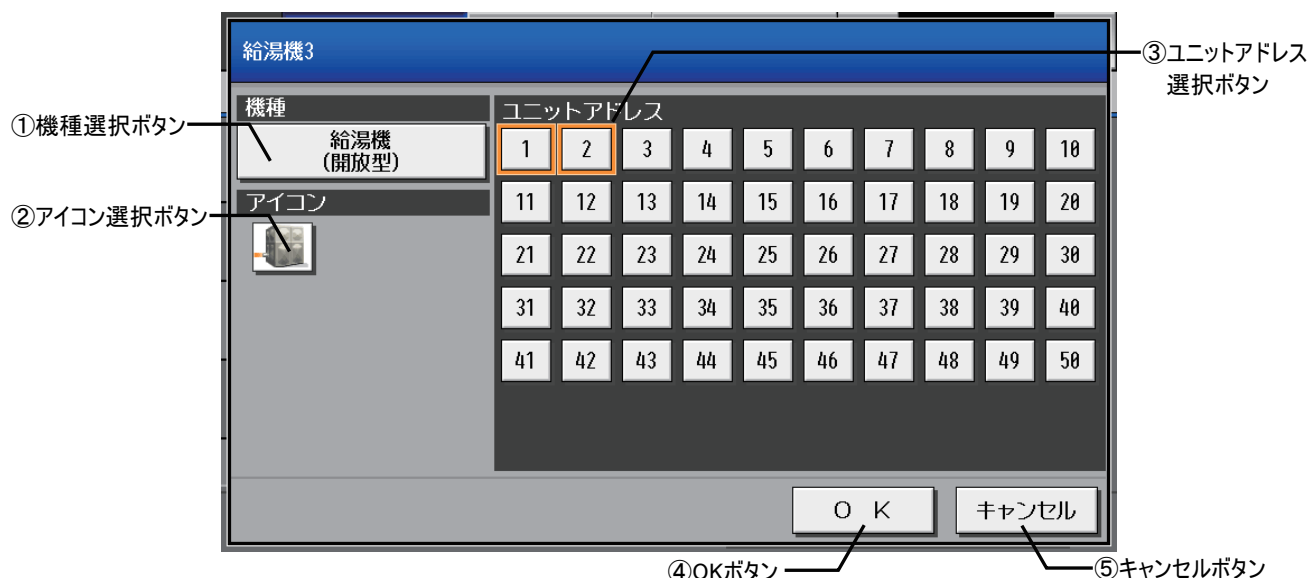 給湯機3
③ユニットアドレス
選択ボタン
機種
ユニットアドレス
①機種選択ボタン
給湯機
(開放型)
1 2 3 4 5 6 7 8 9 10
アイコン
②アイコン選択ボタン
11 12 13 14 15 16 17 18 19 20
21 22 23 24 25 26 27 28 29 30
31 32 33 34 35 36 37 38 39 40
41 42 43 44 45 46 47 48 49 50
O K
キャンセル
④OKボタン
⑤キャンセルボタン